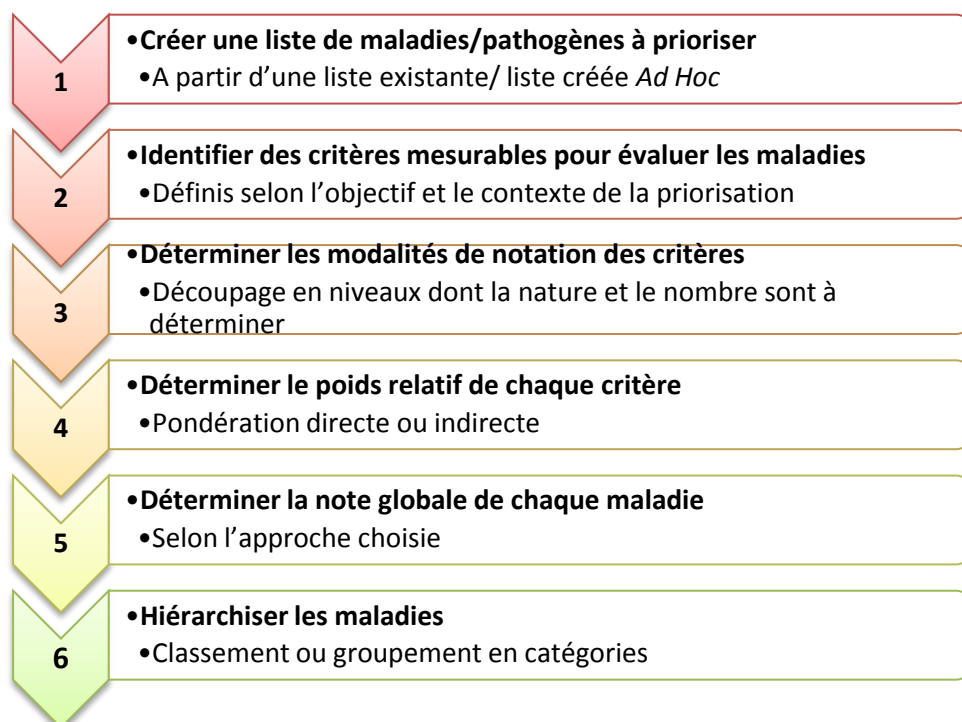 1
•Créer une liste de maladies/pathogènes à prioriser
•A partir d’une liste existante/ liste créée Ad Hoc
2
•Identifier des critères mesurables pour évaluer les maladies
•Définis selon l’objectif et le contexte de la priorisation
3
•Déterminer les modalités de notation des critères
•Découpage en niveaux dont la nature et le nombre sont à
déterminer
4
•Déterminer le poids relatif de chaque critère
•Pondération directe ou indirecte
5
•Déterminer la note globale de chaque maladie
•Selon l’approche choisie
6
•Hiérarchiser les maladies
•Classement ou groupement en catégories